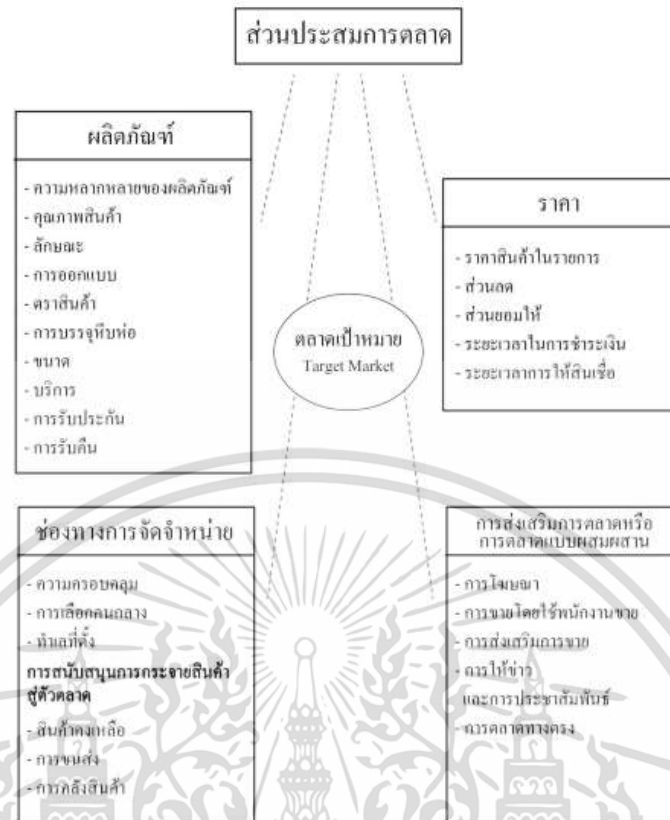 ส่วนประสมการตลาด
ผลิตภัณฑ์
- ความหลากหลายของผลิตภัณฑ์
- คุณภาพสินค้า
- ลักษณะ
- การออกแบบ
- ตราสินค้า
- การบรรจุหีบห่อ
- ขนาด
- บริการ
- การรับประกัน
- การรับคืน
ราคา
- ราคาสินค้าในรายการ
- ส่วนลด
- ส่วนยอมให้
- ระยะเวลาในการชำระเงิน
- ระยะเวลาการให้สินเชื่อ
ตลาดเป้าหมาย
Target Market
ช่องทางการจัดจำหน่าย
- ความครอบคลุม
- การเลือกคนกลาง
- ทำเลที่ตั้ง
การสนับสนุนการกระจายสินค้า
สู่ตัวตลาด
- สินค้าคงเหลือ
- การขนส่ง
- การคลังสินค้า
การส่งเสริมการตลาดหรือ
การตลาดแบบผสมผสาน
- การโฆษณา
- การขายโดยใช้พนักงานขาย
- การส่งเสริมการขาย
- การให้ข่าว
และการประชาสัมพันธ์
- การตลาดทางตรง